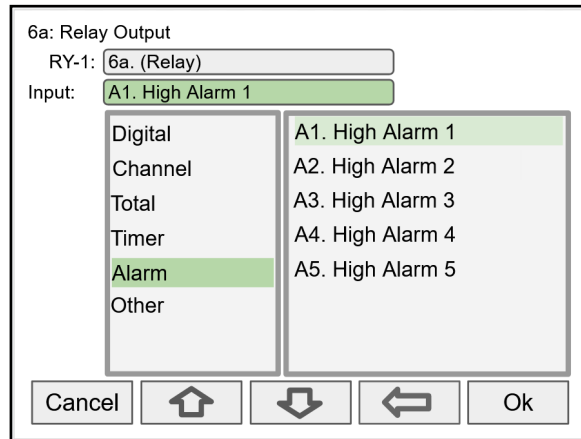 6a: Relay Output
RY-1: 6a. (Relay)
Input: A1. High Alarm 1
Digital
Channel
Total
Timer
Alarm
Other
A1. High Alarm 1
A2. High Alarm 2
A3. High Alarm 3
A4. High Alarm 4
A5. High Alarm 5
Cancel Ok